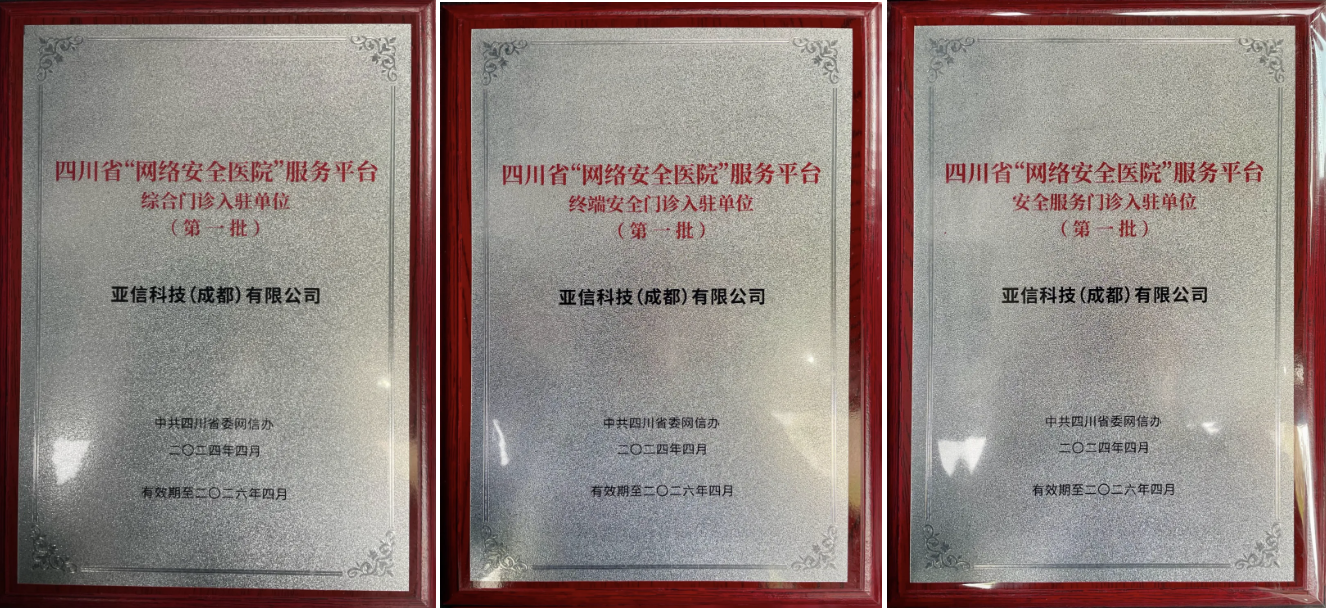 四川省“网络安全医院”服务平台
综合门诊入驻单位
（第一批）
亚信科技（成都）有限公司
中共四川省委网信办
二〇二四年四月
有效期至二〇二六年四月
四川省“网络安全医院”服务平台
终端安全门诊入驻单位
（第一批）
亚信科技（成都）有限公司
中共四川省委网信办
二〇二四年四月
有效期至二〇二六年四月
四川省“网络安全医院”服务平台
安全服务门诊入驻单位
（第一批）
亚信科技（成都）有限公司
中共四川省委网信办
二〇二四年四月
有效期至二〇二六年四月